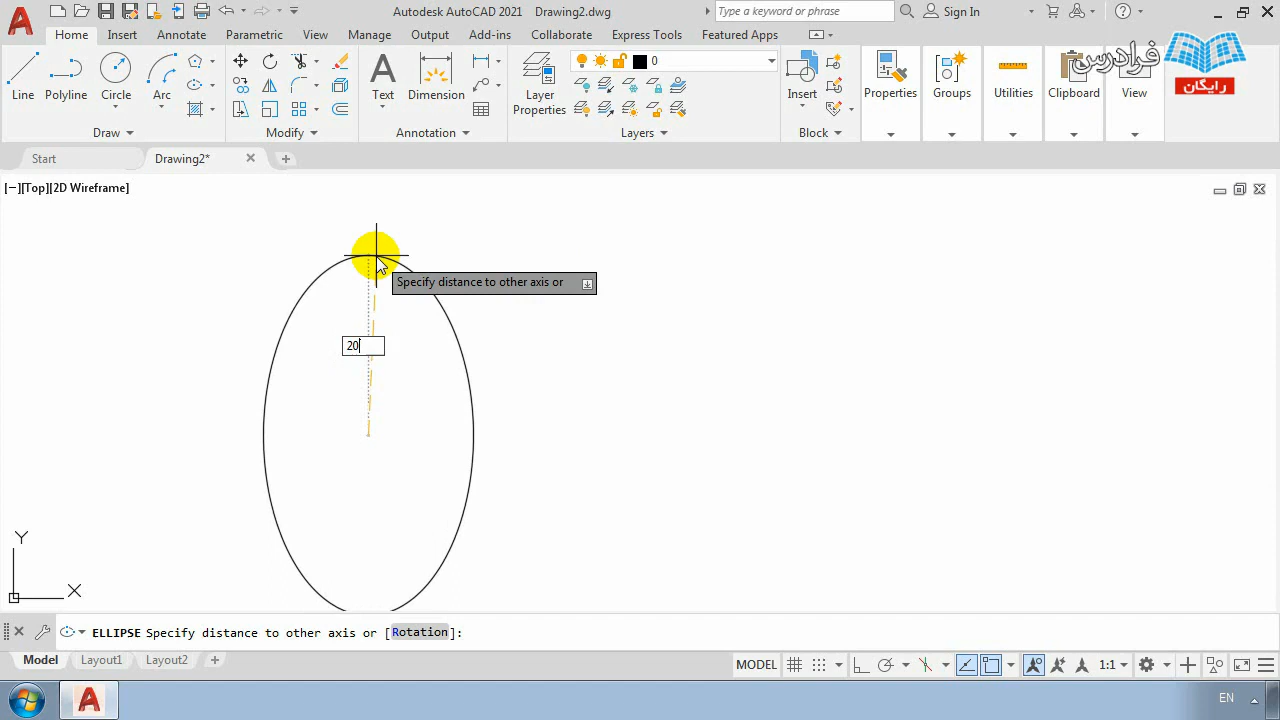 Autodesk AutoCAD 2021 Drawing2.dwg
Type a keyword or phrase
Sign In
Home Insert Annotate Parametric View Manage Output Add-ins Collaborate Express Tools Featured Apps
فرادرس
رایگان
Line Polyline Circle Arc
Text Dimension
Layer Properties
0
Insert
Properties Groups Utilities Clipboard View
Draw Modify Annotation Layers Block
Start Drawing2*
[−][Top][2D Wireframe]
Specify distance to other axis or
20
Y
X
ELLIPSE Specify distance to other axis or [Rotation]:
Model Layout1 Layout2
MODEL 1:1
EN